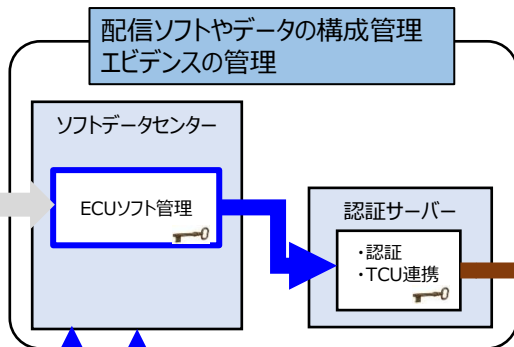 配信ソフトやデータの構成管理
エビデンスの管理
ソフトデータセンター
ECUソフト管理
認証サーバー
・認証
・TCU連携